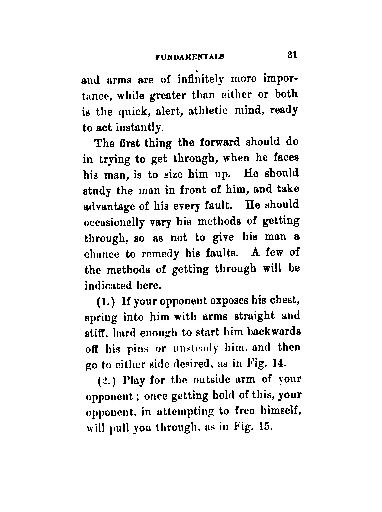 FUNDAMENTALS 31
and arms are of infinitely more impor-
tance, while greater than either or both
is the quick, alert, athletic mind, ready
to act instantly.
The first thing the forward should do
in trying to get through, when he faces
his man, is to size him up. He should
study the man in front of him, and take
advantage of his every fault. He should
occasionally vary his methods of getting
through, so as not to give his man a
chance to remedy his faults. A few of
the methods of getting through will be
indicated here.
(1.) If your opponent exposes his chest,
spring into him with arms straight and
stiff, hard enough to start him backwards
off his pins or unsteady him, and then
go to either side desired, as in Fig. 14.
(2.) Play for the outside arm of your
opponent; once getting hold of this, your
opponent, in attempting to free himself,
will pull you through, as in Fig. 15.